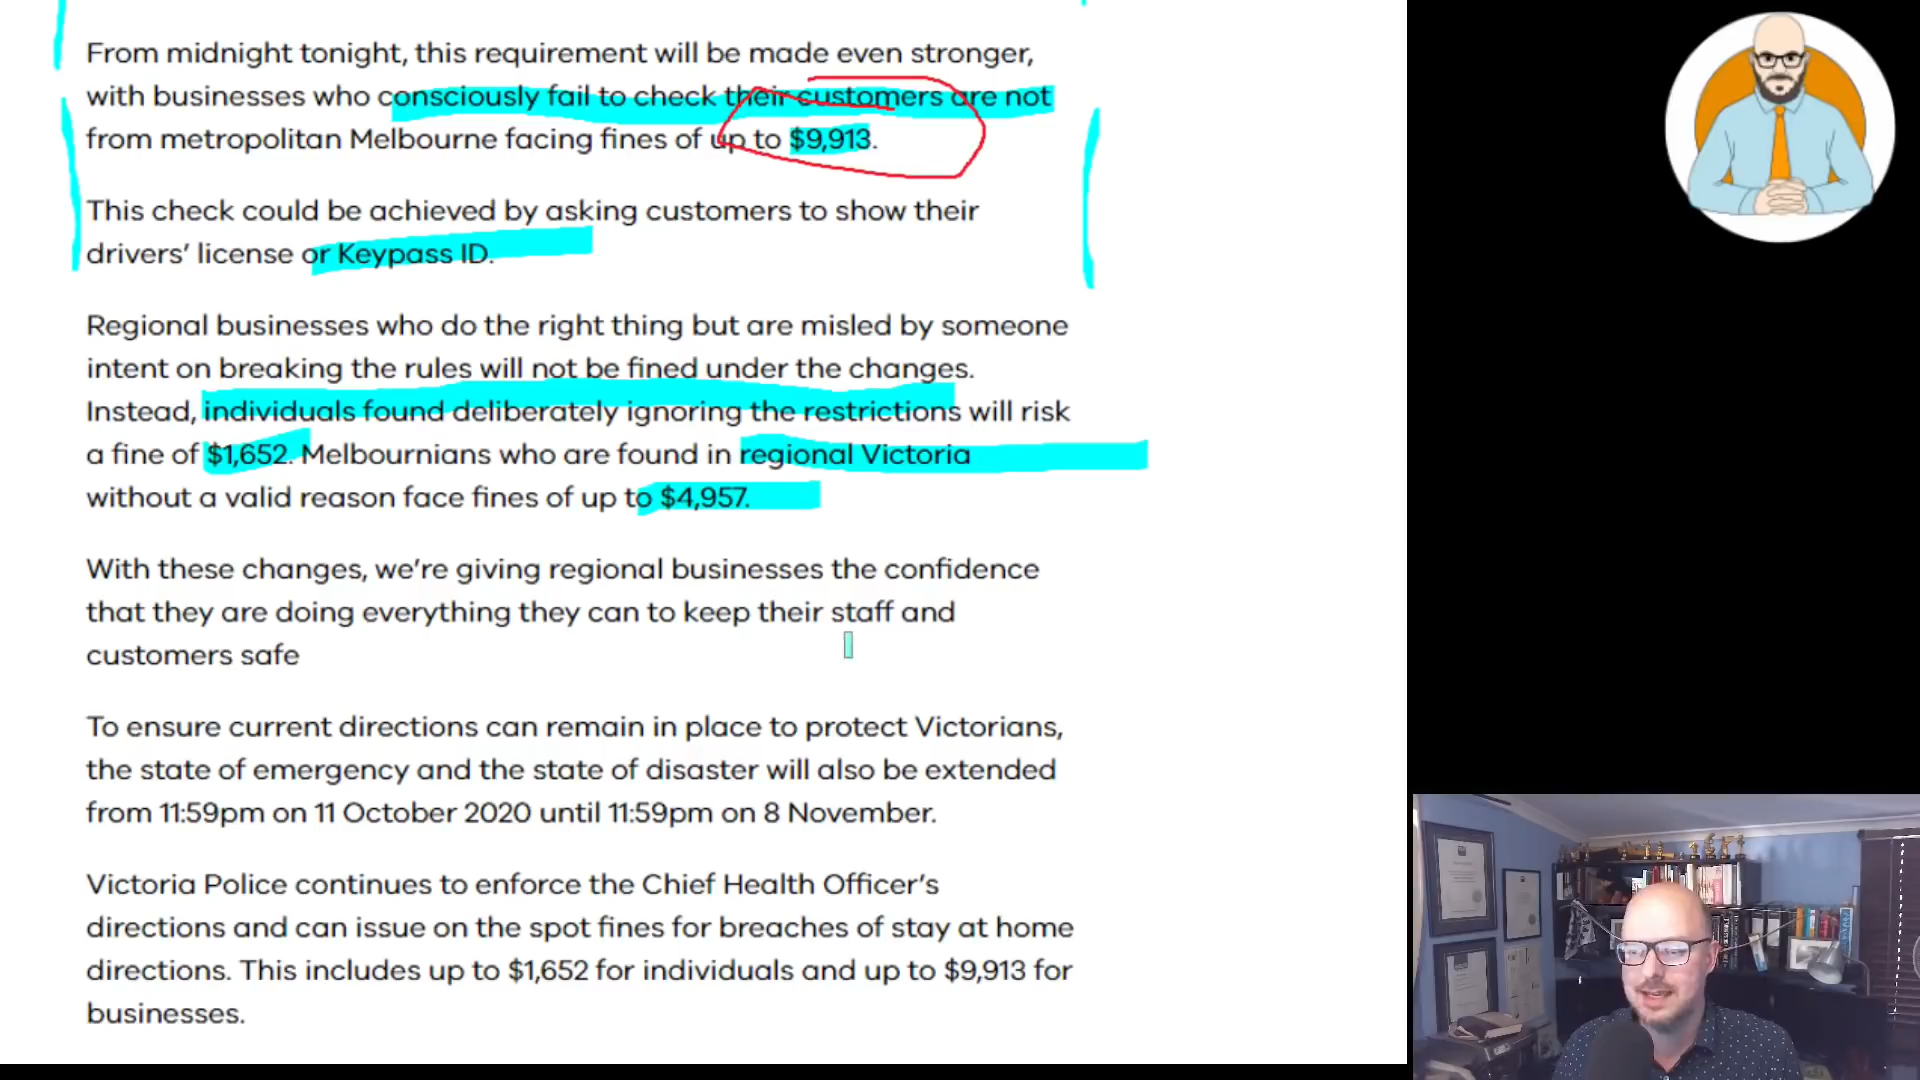 From midnight tonight, this requirement will be made even stronger,
with businesses who consciously fail to check their customers are not
from metropolitan Melbourne facing fines of up to $9,913.
This check could be achieved by asking customers to show their
drivers’ license or Keypass ID.
Regional businesses who do the right thing but are misled by someone
intent on breaking the rules will not be fined under the changes.
Instead, individuals found deliberately ignoring the restrictions will risk
a fine of $1,652. Melbournians who are found in regional Victoria
without a valid reason face fines of up to $4,957.
With these changes, we’re giving regional businesses the confidence
that they are doing everything they can to keep their staff and
customers safe
To ensure current directions can remain in place to protect Victorians,
the state of emergency and the state of disaster will also be extended
from 11:59pm on 11 October 2020 until 11:59pm on 8 November.
Victoria Police continues to enforce the Chief Health Officer’s
directions and can issue on the spot fines for breaches of stay at home
directions. This includes up to $1,652 for individuals and up to $9,913 for
businesses.